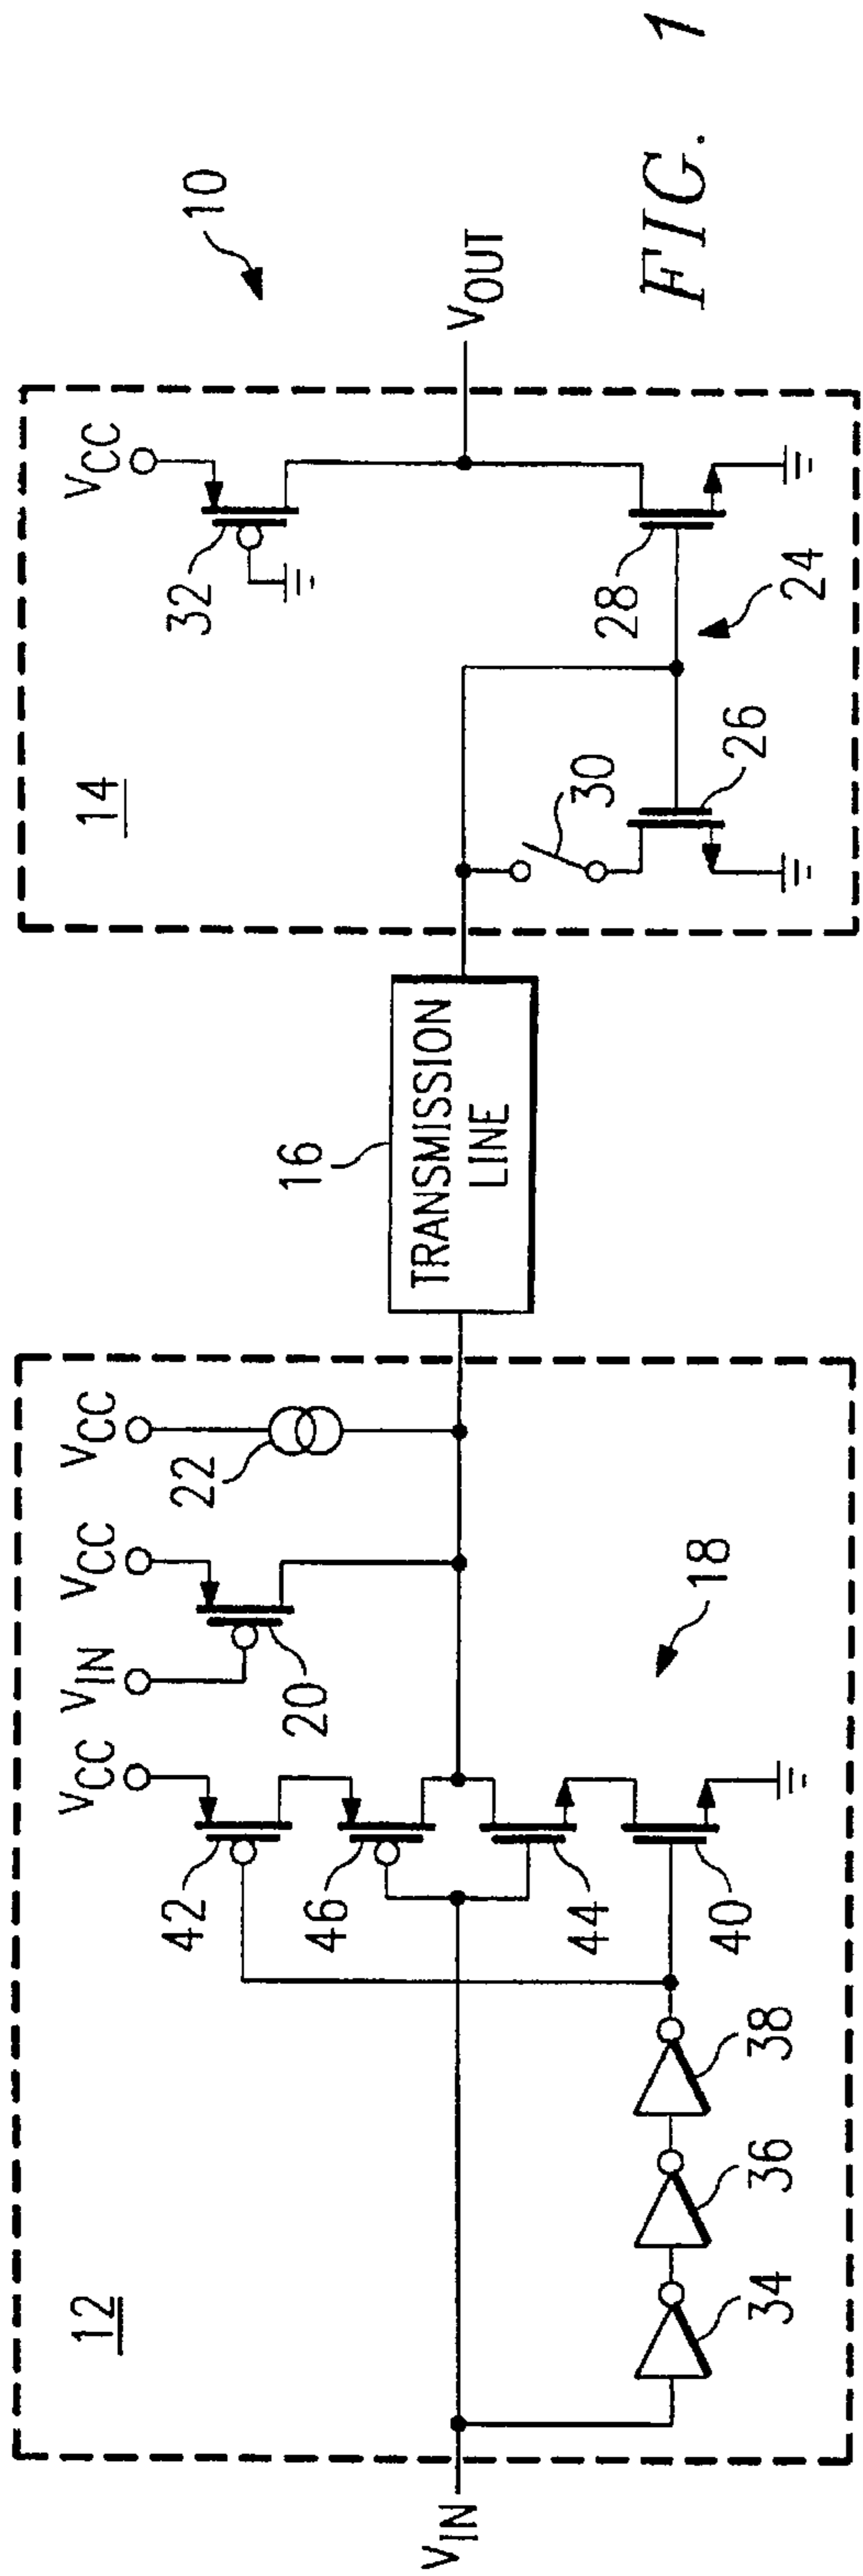 12
V_CC
V_IN
V_CC
V_CC
42
46
20
22
44
40
18
V_IN
34
36
38
16
TRANSMISSION
LINE
14
V_CC
32
30
26
28
24
V_OUT
10
FIG. 1